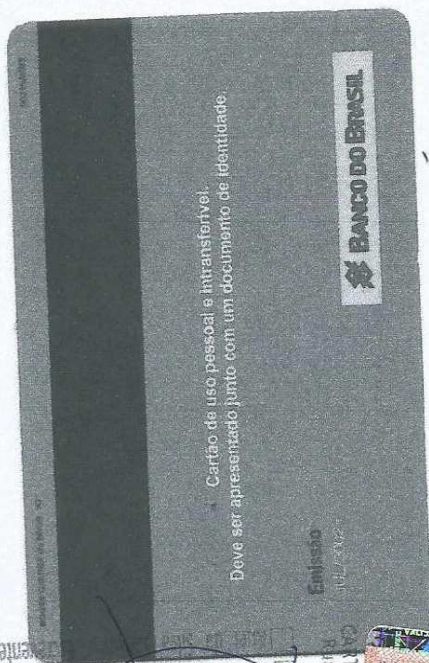 Cartão de uso pessoal e intransferível.
Deve ser apresentado junto com um documento de identidade.
Emissão
BANCO DO BRASIL